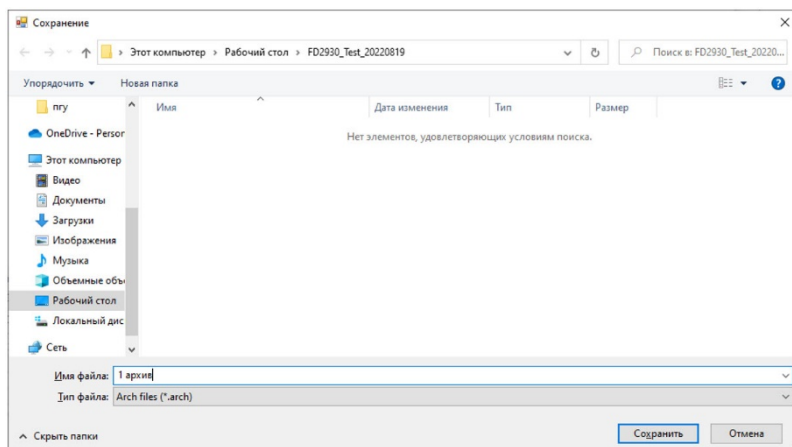 Сохранение
Этот компьютер › Рабочий стол › FD2930_Test_20220819
Поиск в: FD2930_Test_20220...
Упорядочить
Новая папка
Имя
Дата изменения
Тип
Размер
Нет элементов, удовлетворяющих условиям поиска.
пгу
OneDrive - Person
Этот компьютер
Видео
Документы
Загрузки
Изображения
Музыка
Объемные объ
Рабочий стол
Локальный дис
Сеть
Имя файла: 1 архив
Тип файла: Arch files (*.arch)
Скрыть папки
Сохранить
Отмена